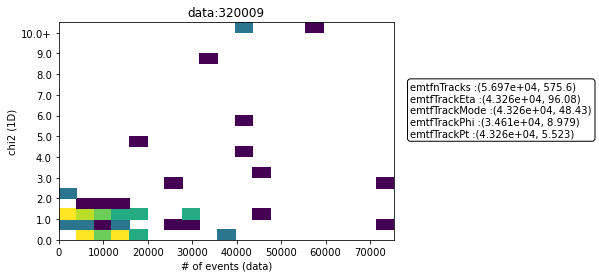 data:320009
10.0+
9.0
8.0
7.0
6.0
5.0
4.0
3.0
2.0
1.0
0.0
chi2 (1D)
0
10000
20000
30000
40000
50000
60000
70000
# of events (data)
emtfnTracks :(5.697e+04, 575.6)
emtfTrackEta :(4.326e+04, 96.08)
emtfTrackMode :(4.326e+04, 48.43)
emtfTrackPhi :(3.461e+04, 8.979)
emtfTrackPt :(4.326e+04, 5.523)